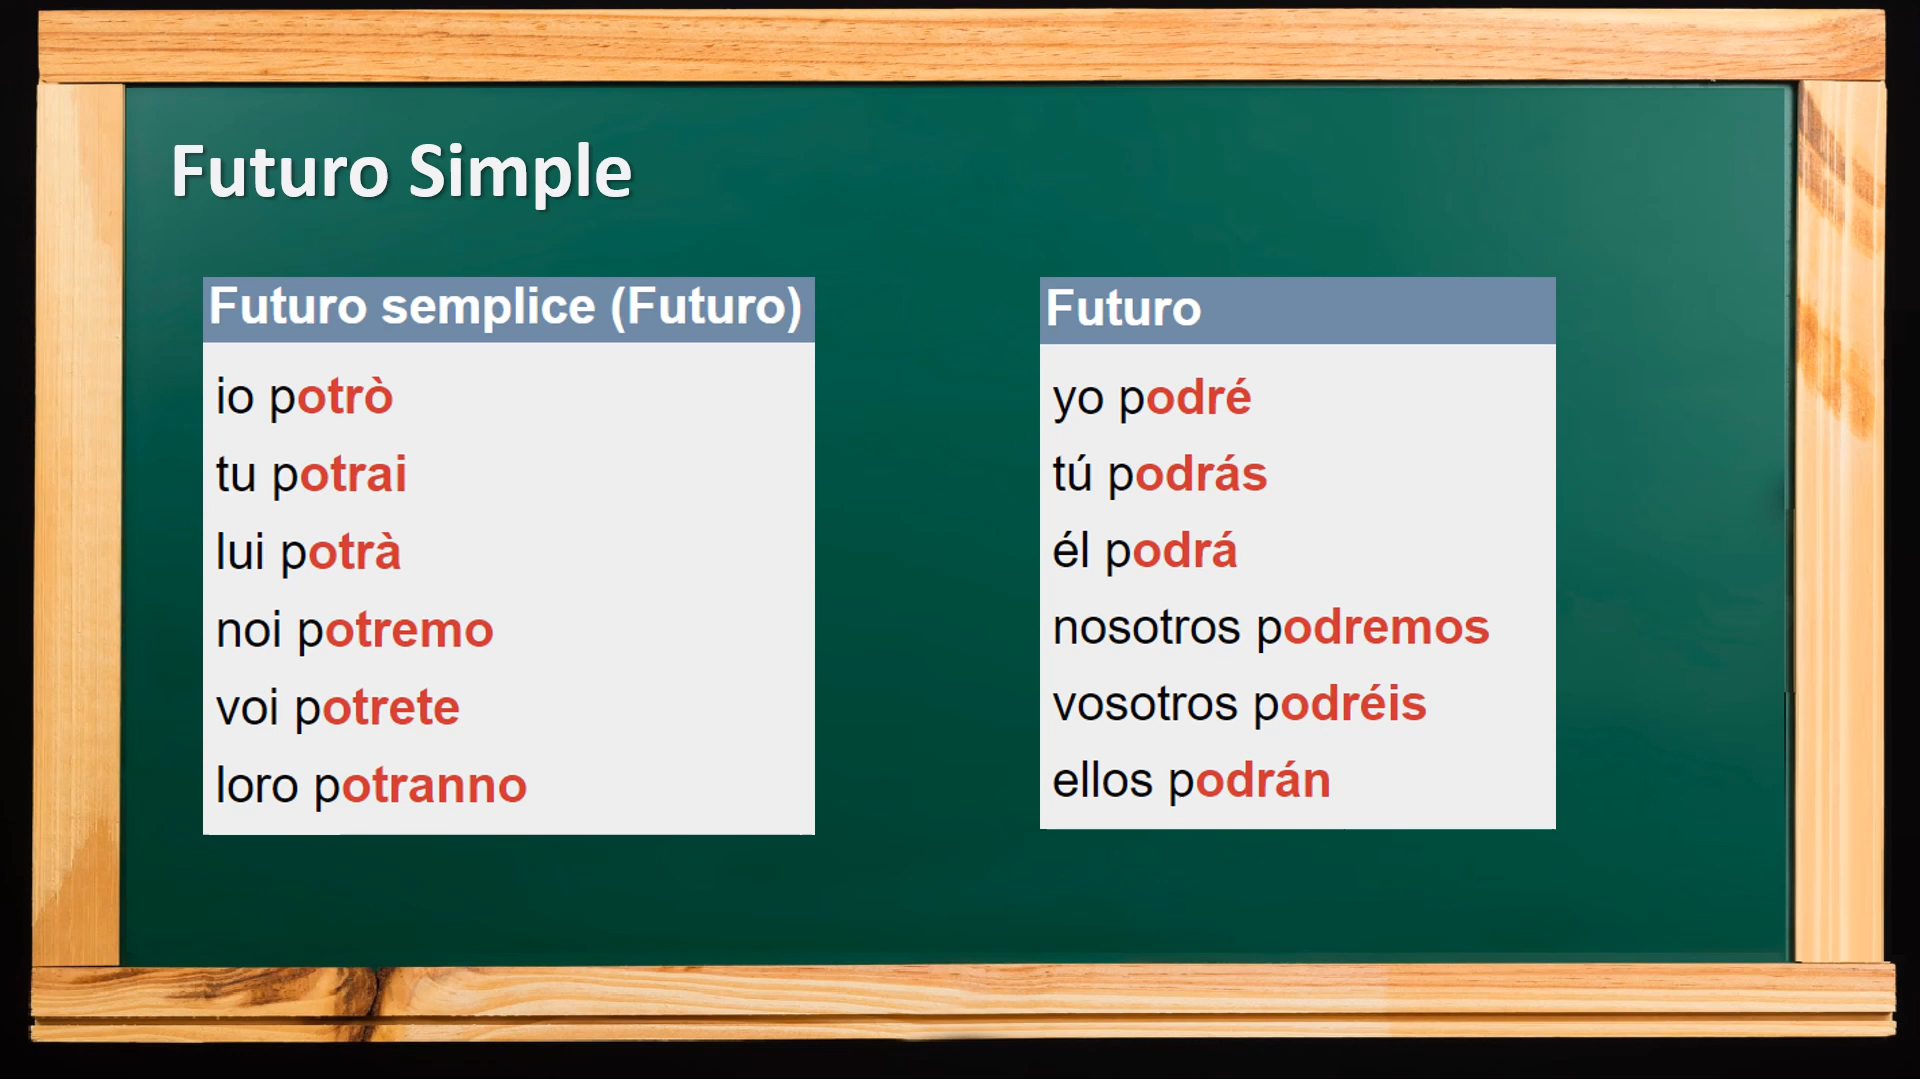 Futuro Simple
Futuro semplice (Futuro)
io potrò
tu potrai
lui potrà
noi potremo
voi potrete
loro potranno
Futuro
yo podré
tú podrás
él podrá
nosotros podremos
vosotros podréis
ellos podrán